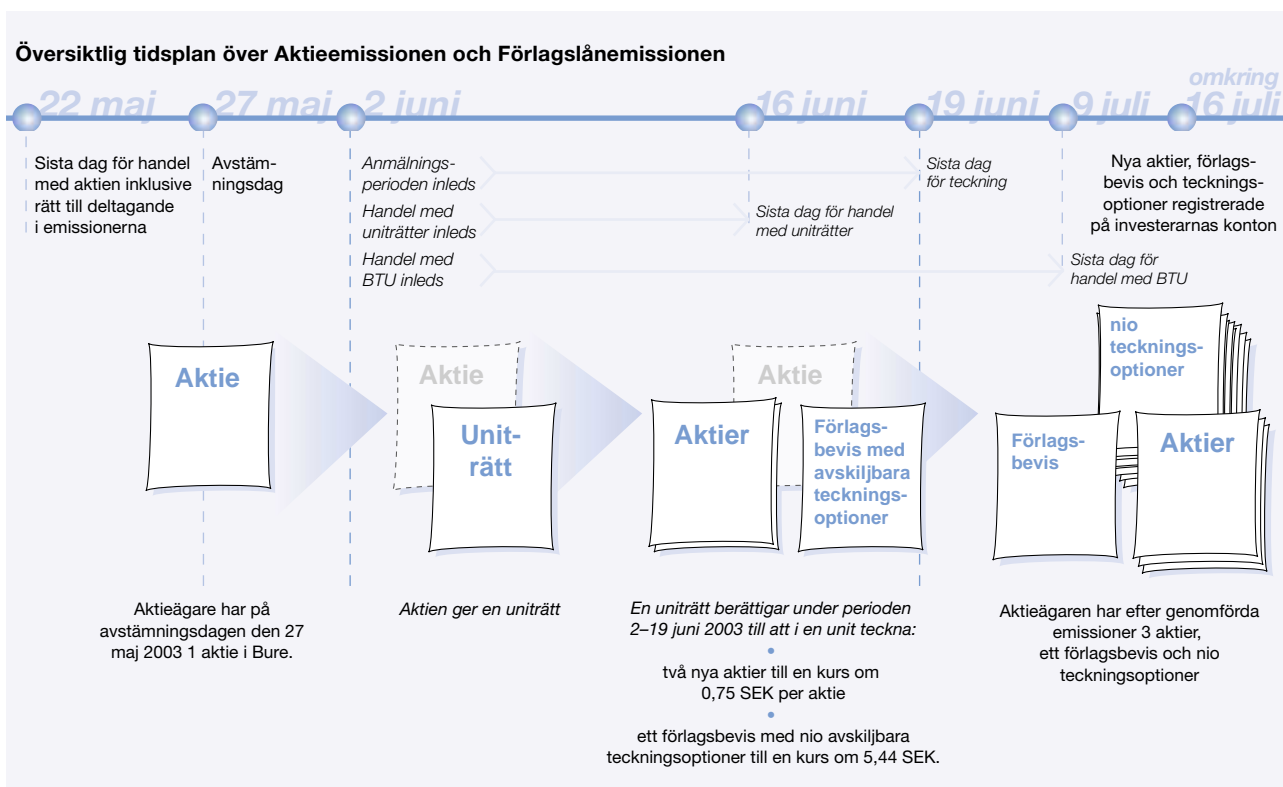 Översiktlig tidsplan över Aktieemissionen och Förlagslånemissionen
22 maj
27 maj
2 juni
16 juni
19 juni
9 juli
omkring
16 juli
Sista dag för handel
med aktien inklusive
rätt till deltagande
i emissionerna
Avstäm-
ningsdag
Anmälnings-
perioden inleds
Sista dag
för teckning
Handel med
uniträtter inleds
Sista dag för handel
med uniträtter
Handel med
BTU inleds
Sista dag för
handel med BTU
Nya aktier, förlags-
bevis och tecknings-
optioner registrerade
på investerarnas konton
Aktie
Aktie
Unit-
rätt
Aktie
Aktier
Förlags-
bevis med
avskiljbara
tecknings-
optioner
nio
tecknings-
optioner
Förlags-
bevis
Aktier
Aktieägare har på
avstämningsdagen den 27
maj 2003 1 aktie i Bure.
Aktien ger en uniträtt
En uniträtt berättigar under perioden
2–19 juni 2003 till att i en unit teckna:
•
två nya aktier till en kurs om
0,75 SEK per aktie
•
ett förlagsbevis med nio avskiljbara
teckningsoptioner till en kurs om 5,44 SEK.
Aktieägaren har efter genomförda
emissioner 3 aktier,
ett förlagsbevis och nio
teckningsoptioner